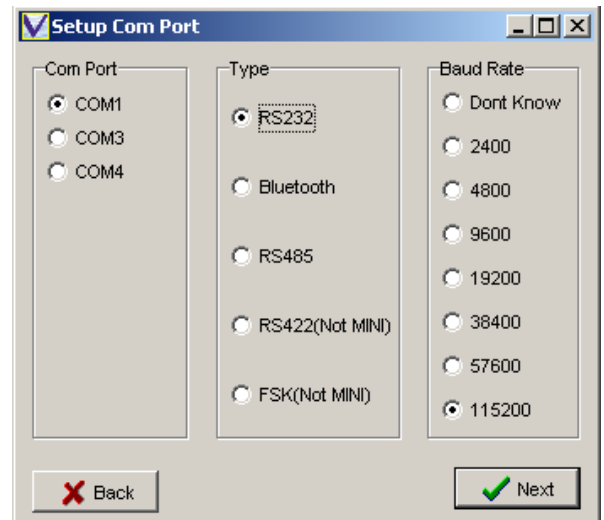 Setup Com Port
Com Port
COM1
COM3
COM4
Type
RS232
Bluetooth
RS485
RS422(Not MINI)
FSK(Not MINI)
Baud Rate
Dont Know
2400
4800
9600
19200
38400
57600
115200
Back
Next